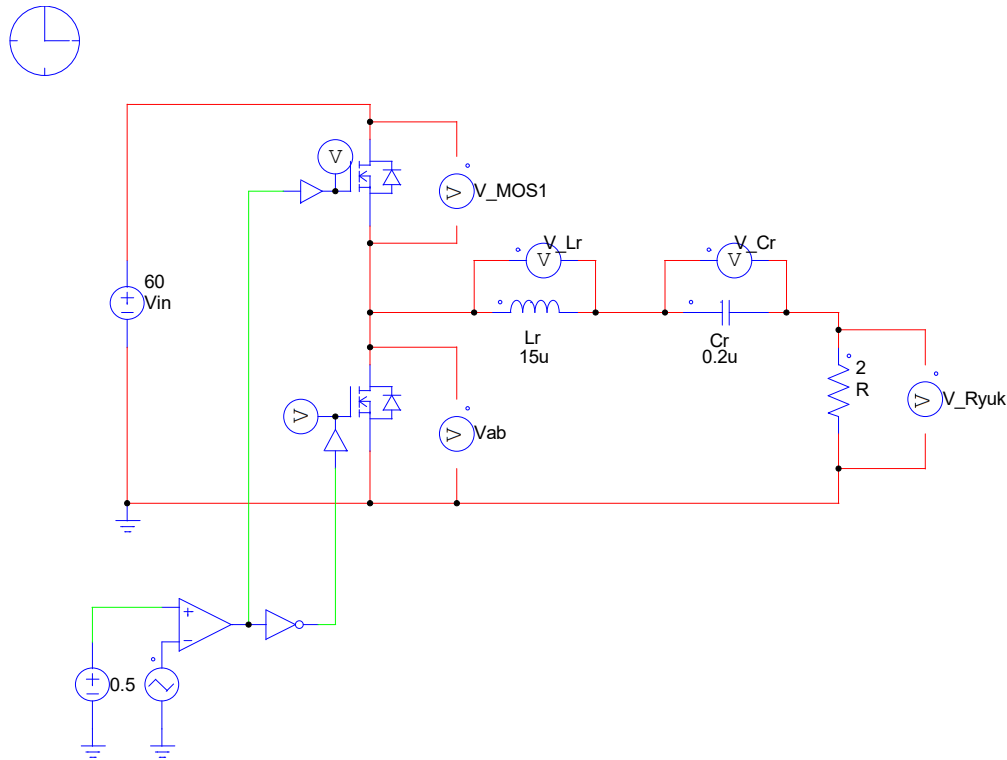 V
V
V_MOS1
V_Lr
V
V_Cr
V
60
Vin
Lr
15u
Cr
0.2u
2
R
V
V_Ryuk
V
V
Vab
0.5